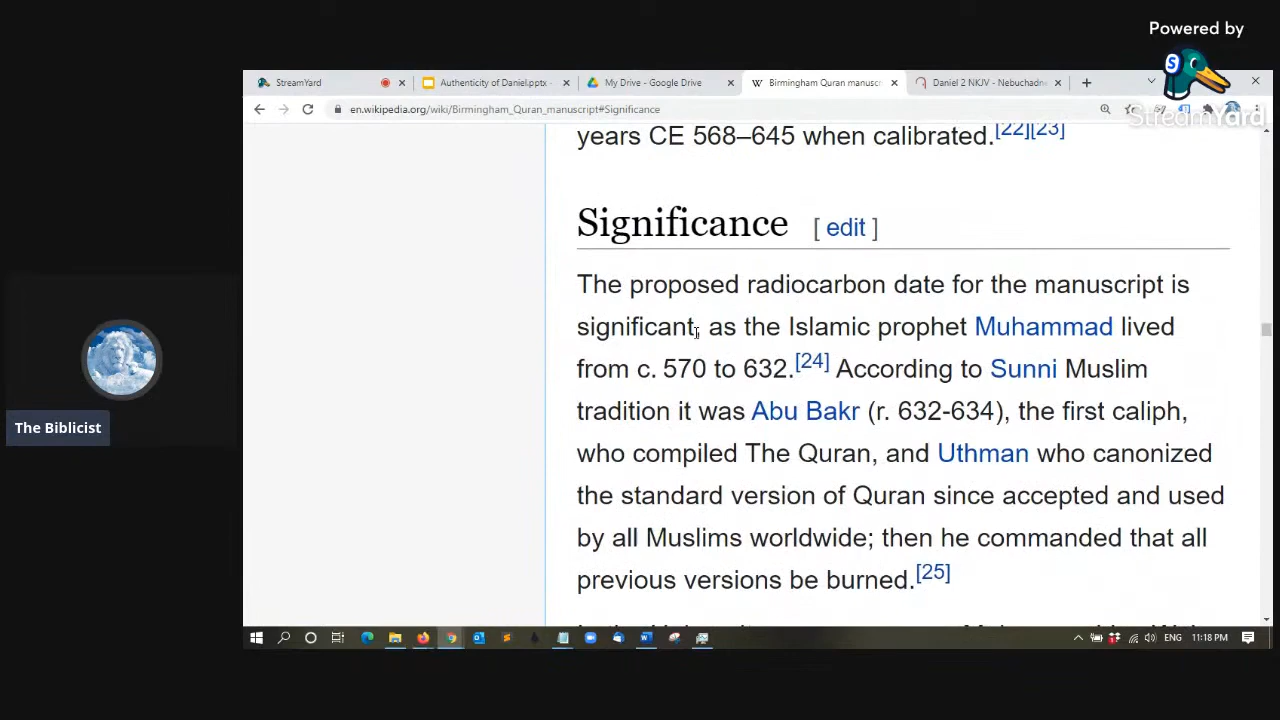 Powered by
S
StreamYard
StreamYard
Authenticity of Daniel.pptx -
My Drive - Google Drive
Birmingham Quran manuscr
Daniel 2 NKJV - Nebuchadn
en.wikipedia.org/wiki/Birmingham_Quran_manuscript#Significance
years CE 568–645 when calibrated.[22][23]
Significance [ edit ]
The proposed radiocarbon date for the manuscript is
significant, as the Islamic prophet Muhammad lived
from c. 570 to 632.[24] According to Sunni Muslim
tradition it was Abu Bakr (r. 632-634), the first caliph,
who compiled The Quran, and Uthman who canonized
the standard version of Quran since accepted and used
by all Muslims worldwide; then he commanded that all
previous versions be burned.[25]
The Biblicist
ENG 11:18 PM